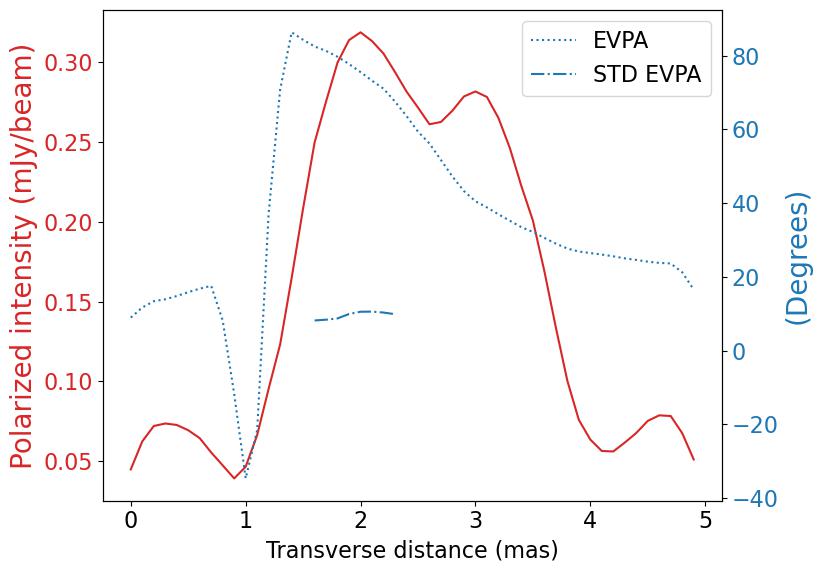 EVPA
STD EVPA
Polarized intensity (mJy/beam)
0.30
0.25
0.20
0.15
0.10
0.05
80
60
40
20
0
−20
−40
(Degrees)
0 1 2 3 4 5
Transverse distance (mas)